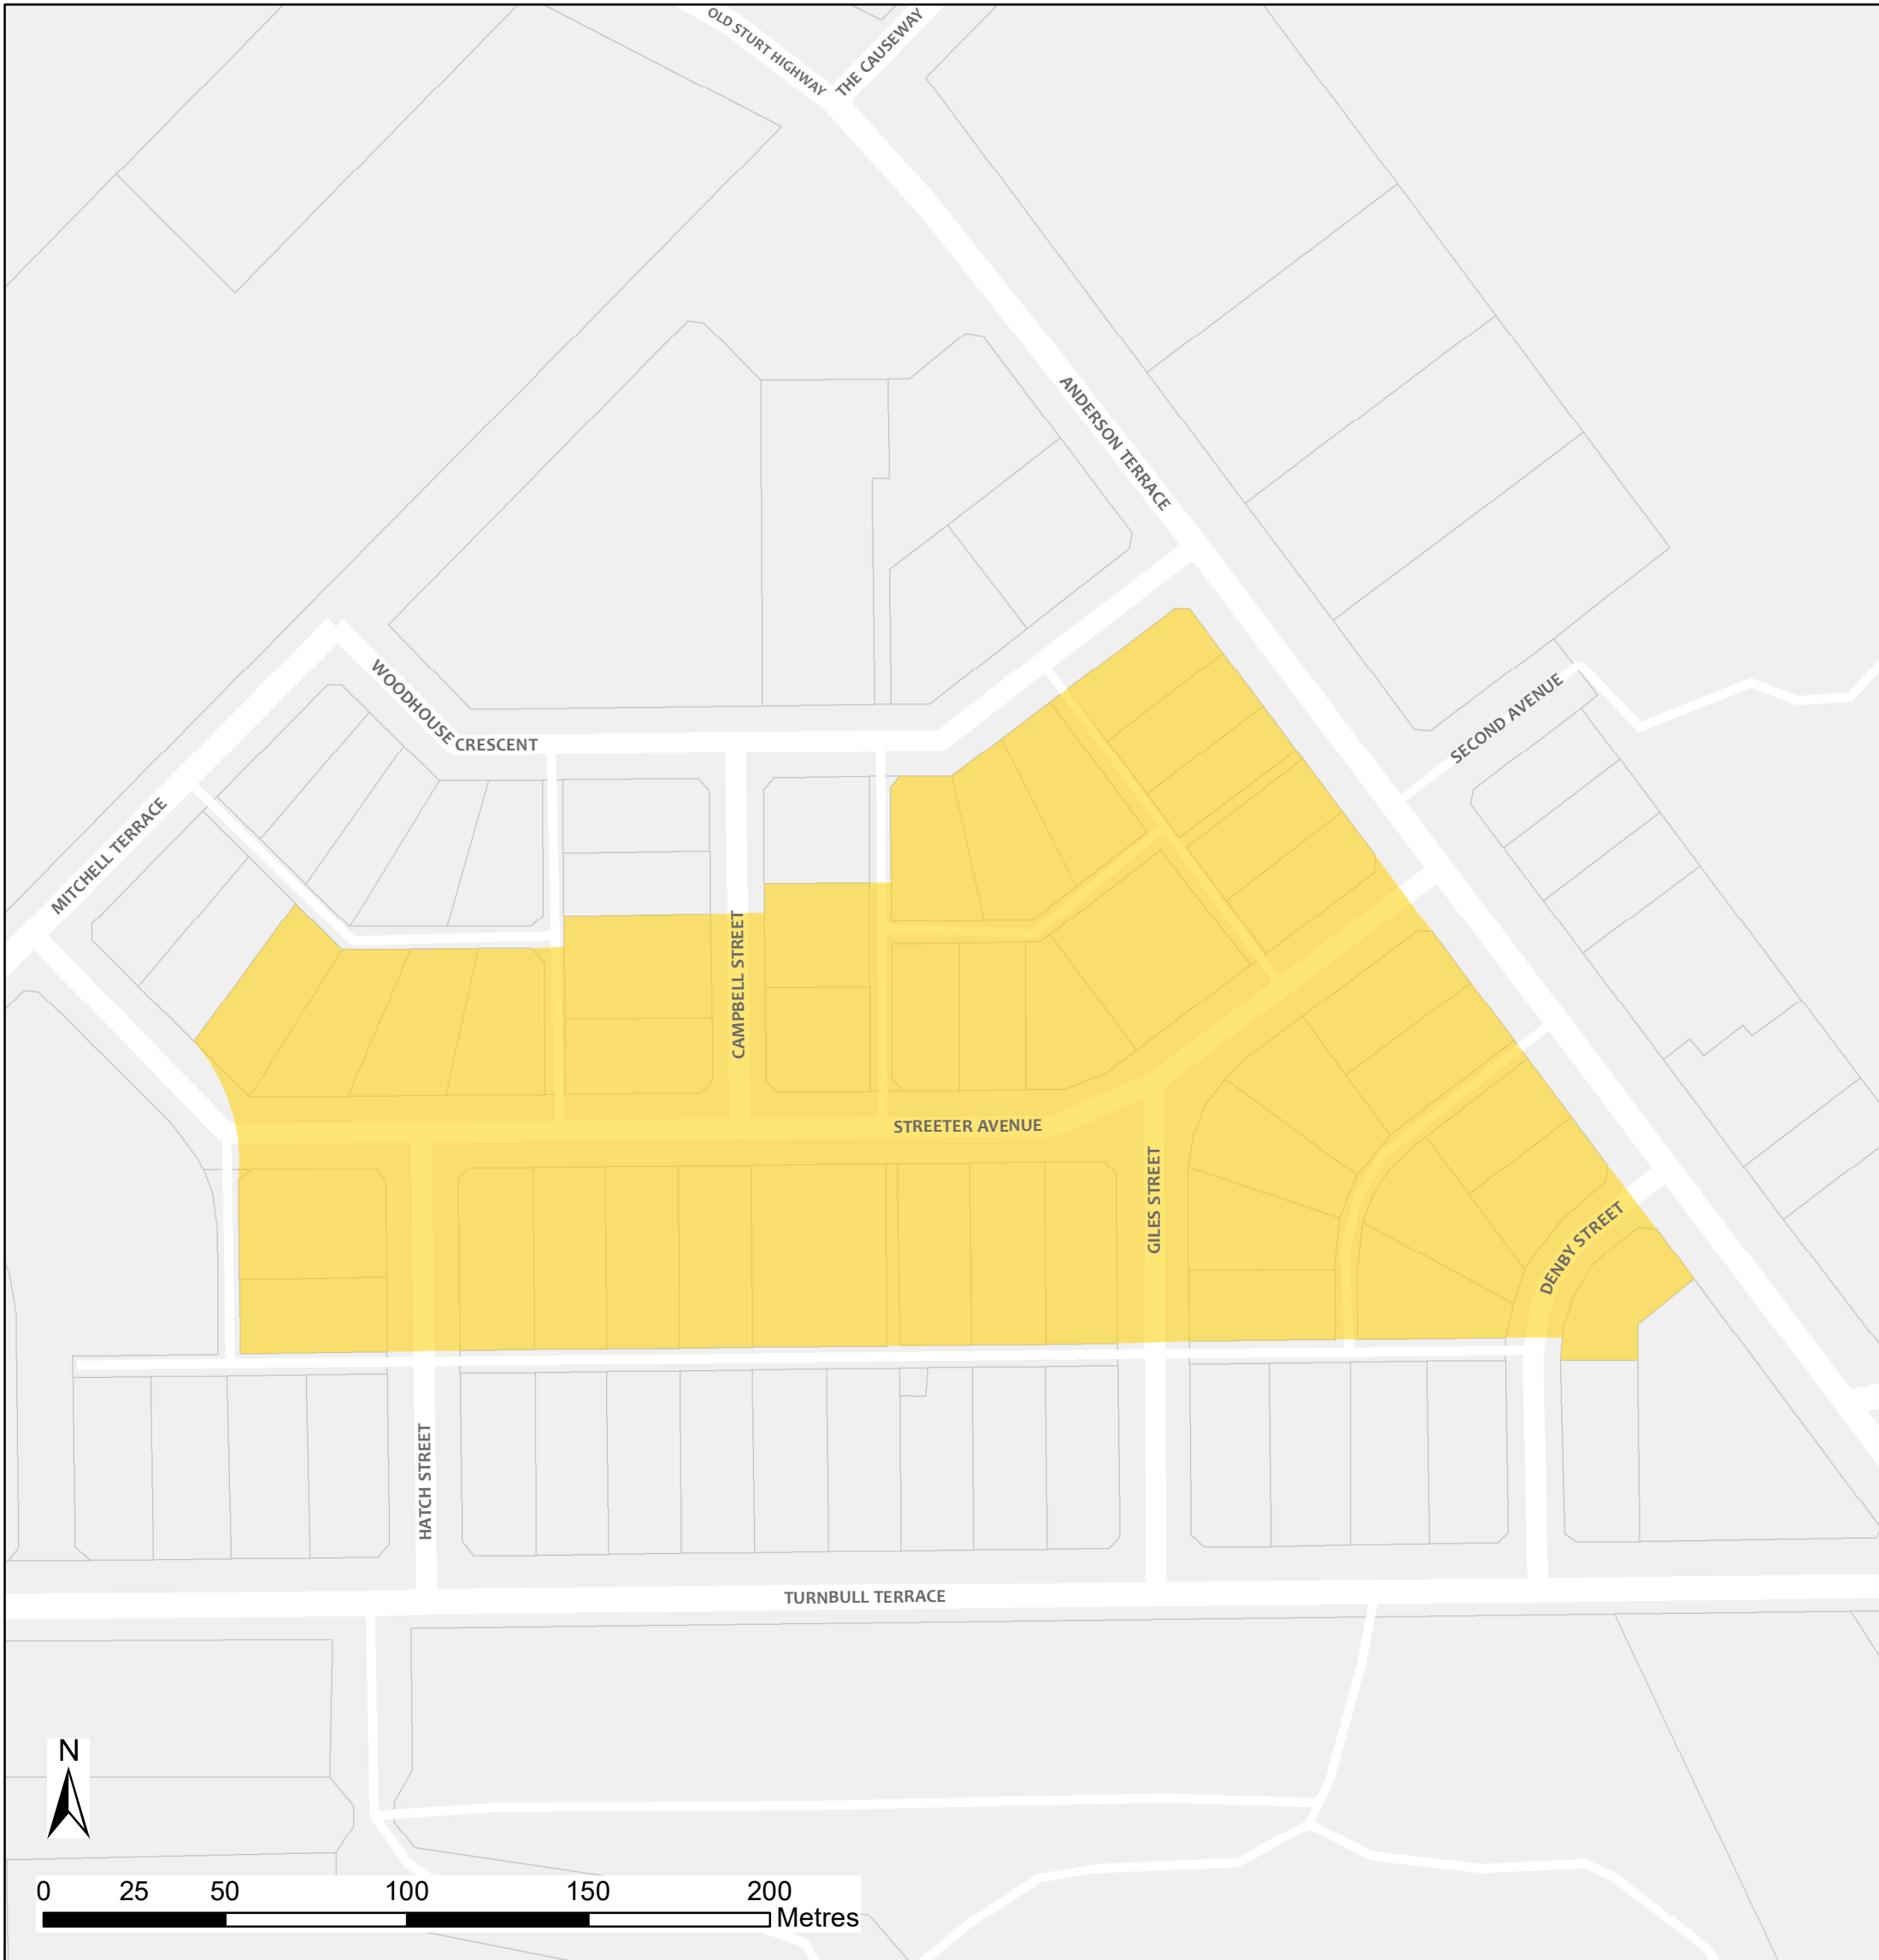 OLD STURT HIGHWAY
THE CAUSEWAY
ANDERSON TERRACE
WOODHOUSE
CRESCENT
SECOND AVENUE
MITCHELL TERRACE
CAMPBELL STREET
STREETER AVENUE
GILES STREET
DENBY STREET
HATCH STREET
TURNBULL TERRACE
N
0 25 50 100 150 200
Metres